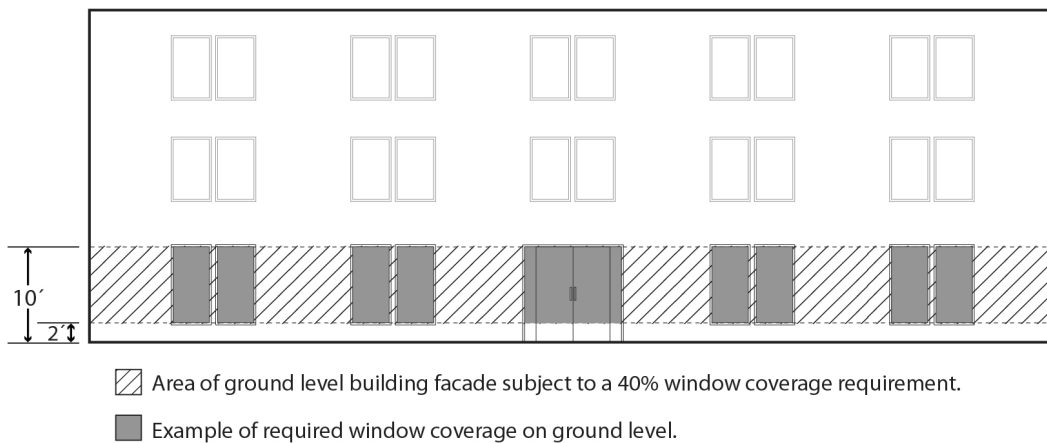 10´
2´
Area of ground level building facade subject to a 40% window coverage requirement.
Example of required window coverage on ground level.